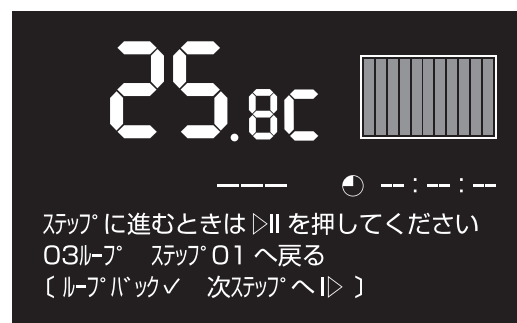 25.8C
--- --:--:--
ｽﾃｯﾌﾟに進むときは▷II を押してください
03ﾙｰﾌﾟ ｽﾃｯﾌﾟ01 へ戻る
〔 ﾙｰﾌﾟﾊﾞｯｸ✓ 次ｽﾃｯﾌﾟへ I▷ 〕